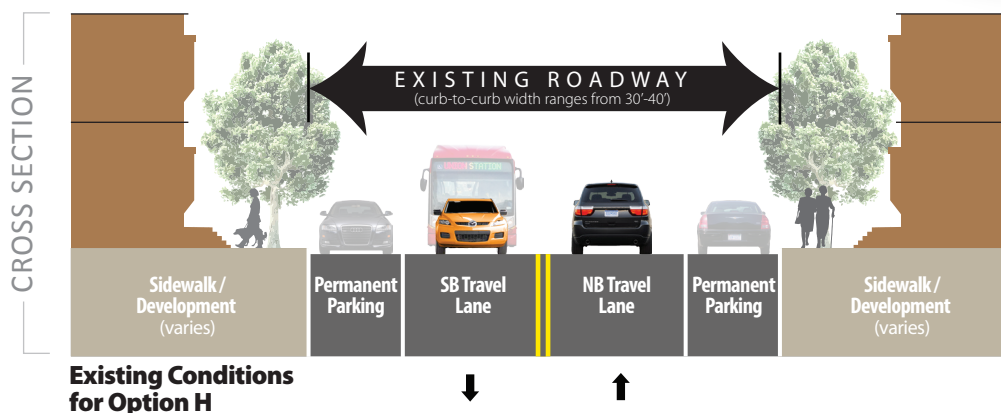 CROSS SECTION
EXISTING ROADWAY
(curb-to-curb width ranges from 30'-40')
STATION
Sidewalk /
Development
(varies)
Permanent
Parking
SB Travel
Lane
NB Travel
Lane
Permanent
Parking
Sidewalk /
Development
(varies)
Existing Conditions
for Option H